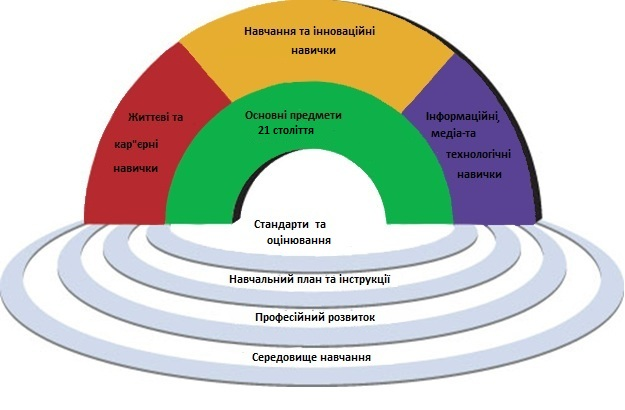 Навчання та інноваційні
навички
Життєві та
кар"єрні
навички
Основні предмети
21 століття
Інформаційні,
медіа-та
технологічні
навички
Стандарти та
оцінювання
Навчальний план та інструкції
Професійний розвиток
Середовище навчання